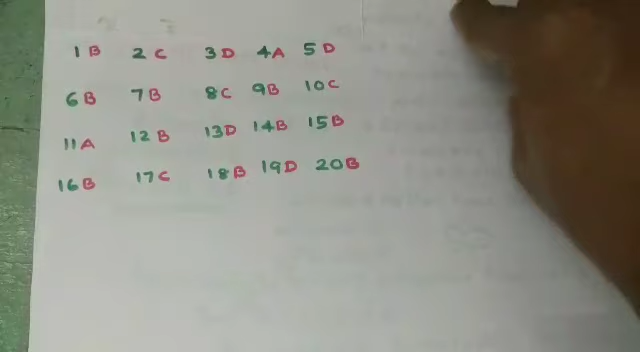 1 B 2 C 3 D 4 A 5 D
6 B 7 B 8 C 9 B 10 C
11 A 12 B 13 D 14 B 15 B
16 B 17 C 18 B 19 D 20 B